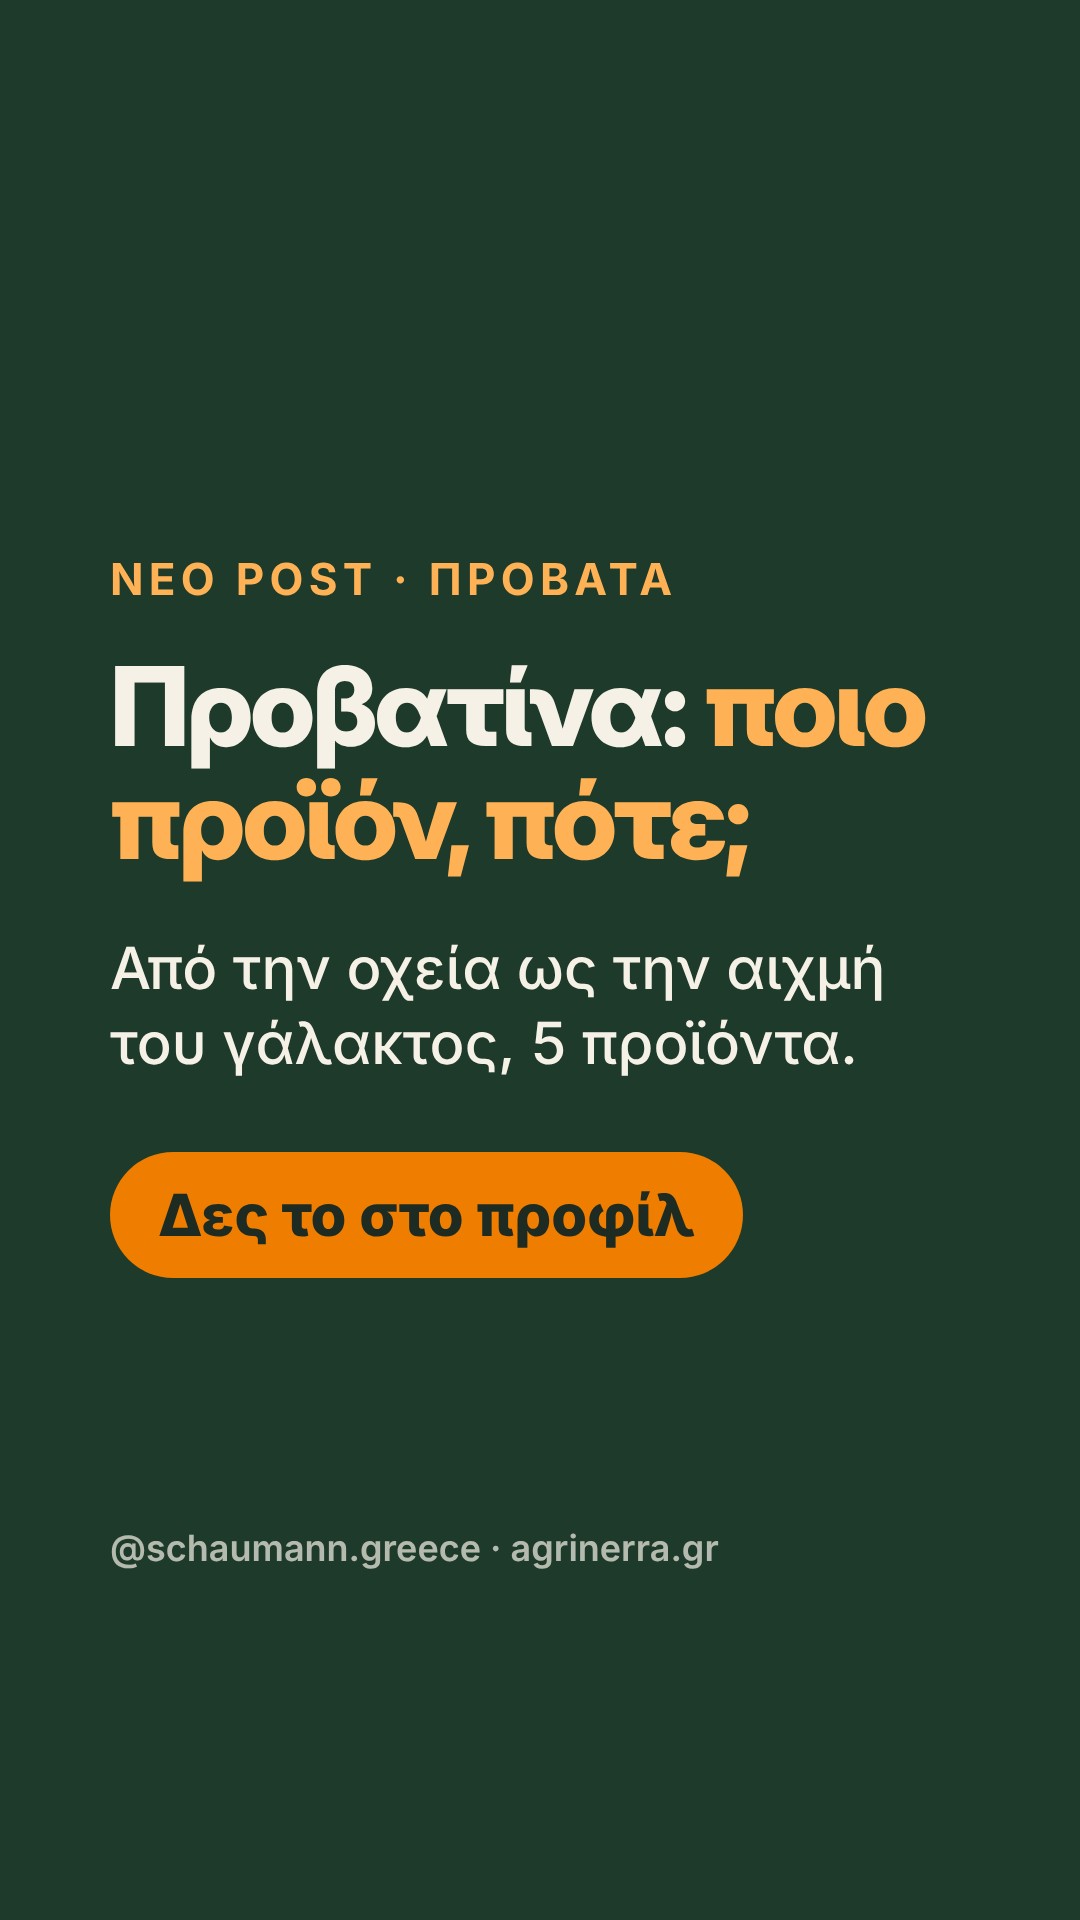 ΝΕΟ POST · ΠΡΟΒΑΤΑ
Προβατίνα: ποιο
προϊόν, πότε;
Από την οχεία ως την αιχμή
του γάλακτος, 5 προϊόντα.
Δες το στο προφίλ
@schaumann.greece · agrinerra.gr